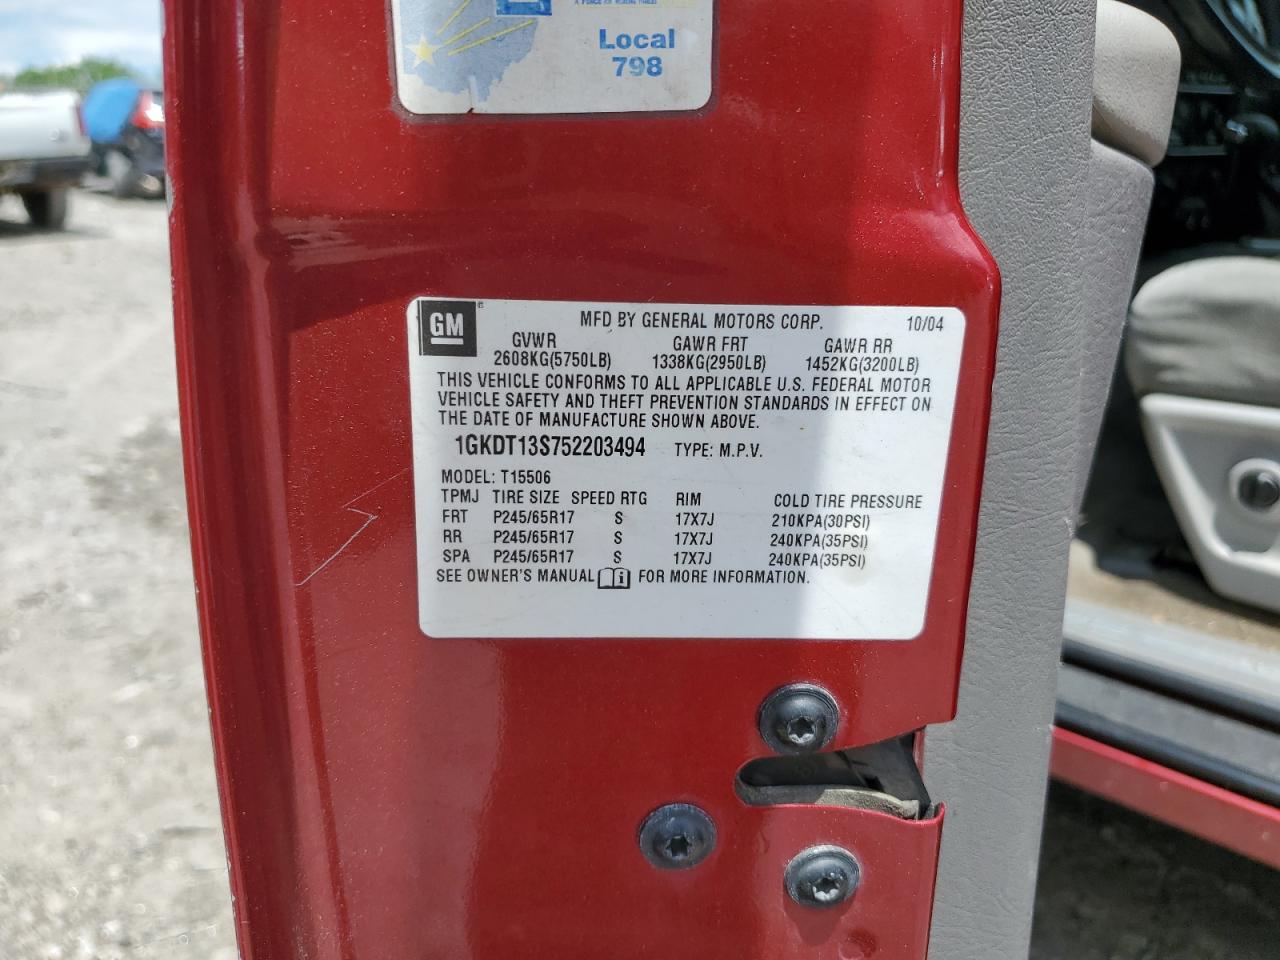 Local
798
GM
MFD BY GENERAL MOTORS CORP. 10/04
GVWR GAWR FRT GAWR RR
2608KG(5750LB) 1338KG(2950LB) 1452KG(3200LB)
THIS VEHICLE CONFORMS TO ALL APPLICABLE U.S. FEDERAL MOTOR
VEHICLE SAFETY AND THEFT PREVENTION STANDARDS IN EFFECT ON
THE DATE OF MANUFACTURE SHOWN ABOVE.
1GKDT13S752203494 TYPE: M.P.V.
MODEL: T15506
TPMJ TIRE SIZE SPEED RTG RIM COLD TIRE PRESSURE
FRT P245/65R17 S 17X7J 210KPA(30PSI)
RR P245/65R17 S 17X7J 240KPA(35PSI)
SPA P245/65R17 S 17X7J 240KPA(35PSI)
SEE OWNER'S MANUAL FOR MORE INFORMATION.